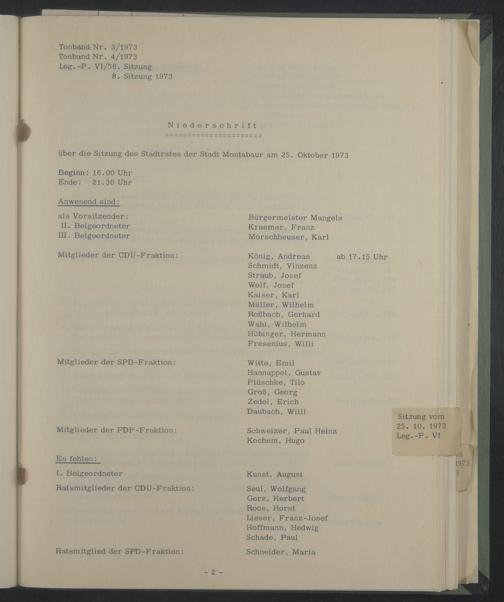 Tonband Nr. 3/1973
Tonband Nr. 4/1973
Leg.-P. VI/56. Sitzung
8. Sitzung 1973
Niederschrift
======================
über die Sitzung des Stadtrates der Stadt Montabaur am 25. Oktober 1973
Beginn: 16.00 Uhr
Ende: 21.30 Uhr
Anwesend sind:
als Vorsitzender: Bürgermeister Mangels
II. Beigeordneter Kraemer, Franz
III. Beigeordneter Morschheuser, Karl
Mitglieder der CDU-Fraktion: König, Andreas ab 17.15 Uhr
Schmidt, Vinzenz
Straub, Josef
Wolf, Josef
Kaiser, Karl
Müller, Wilhelm
Roßbach, Gerhard
Wahl, Wilhelm
Hübinger, Hermann
Fresenius, Willi
Mitglieder der SPD-Fraktion: Witte, Emil
Hannappel, Gustav
Plüschke, Tilo
Groß, Georg
Zedel, Erich
Daubach, Willi
Mitglieder der FDP-Fraktion: Schweizer, Paul Heinz
Kochem, Hugo
Es fehlen:
I. Beigeordneter Kunst, August
Ratsmitglieder der CDU-Fraktion: Seul, Wolfgang
Gerz, Herbert
Roos, Horst
Lieser, Franz-Josef
Hoffmann, Hedwig
Schade, Paul
Ratsmitglied der SPD-Fraktion: Schneider, Maria
- 2 -
Sitzung vom
25. 10. 1973
Leg.-P. VI
1973